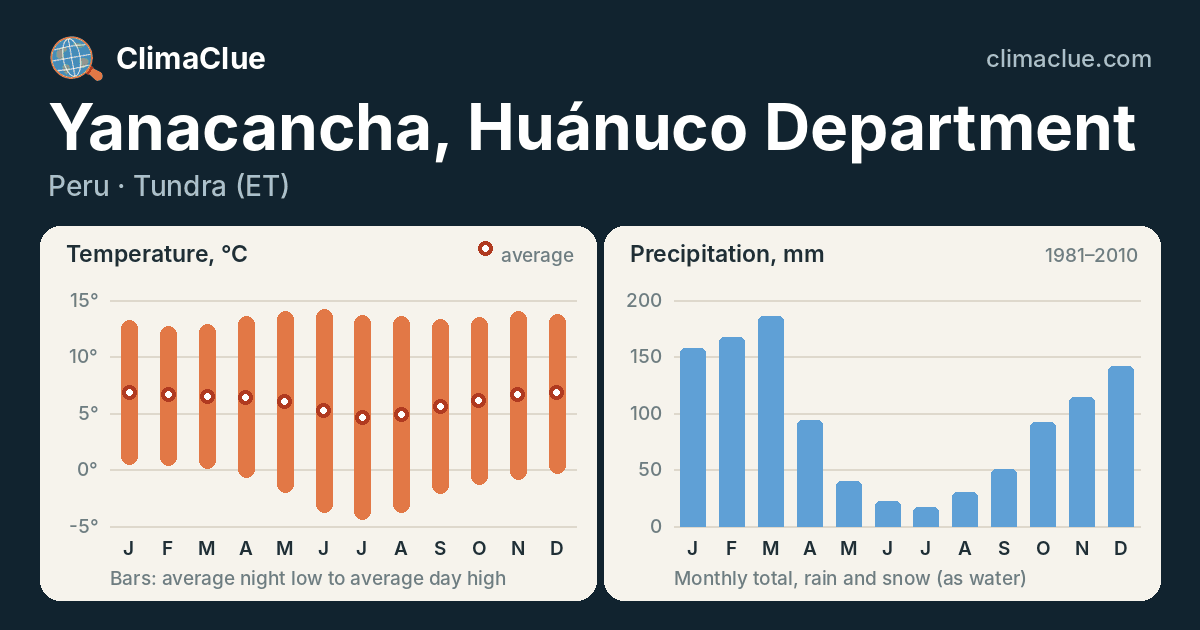 ClimaClue
climaclue.com
Yanacancha, Huánuco Department
Peru · Tundra (ET)
Temperature, °C
average
15°
10°
5°
0°
-5°
J F M A M J J A S O N D
Bars: average night low to average day high
Precipitation, mm
1981–2010
200
150
100
50
0
J F M A M J J A S O N D
Monthly total, rain and snow (as water)